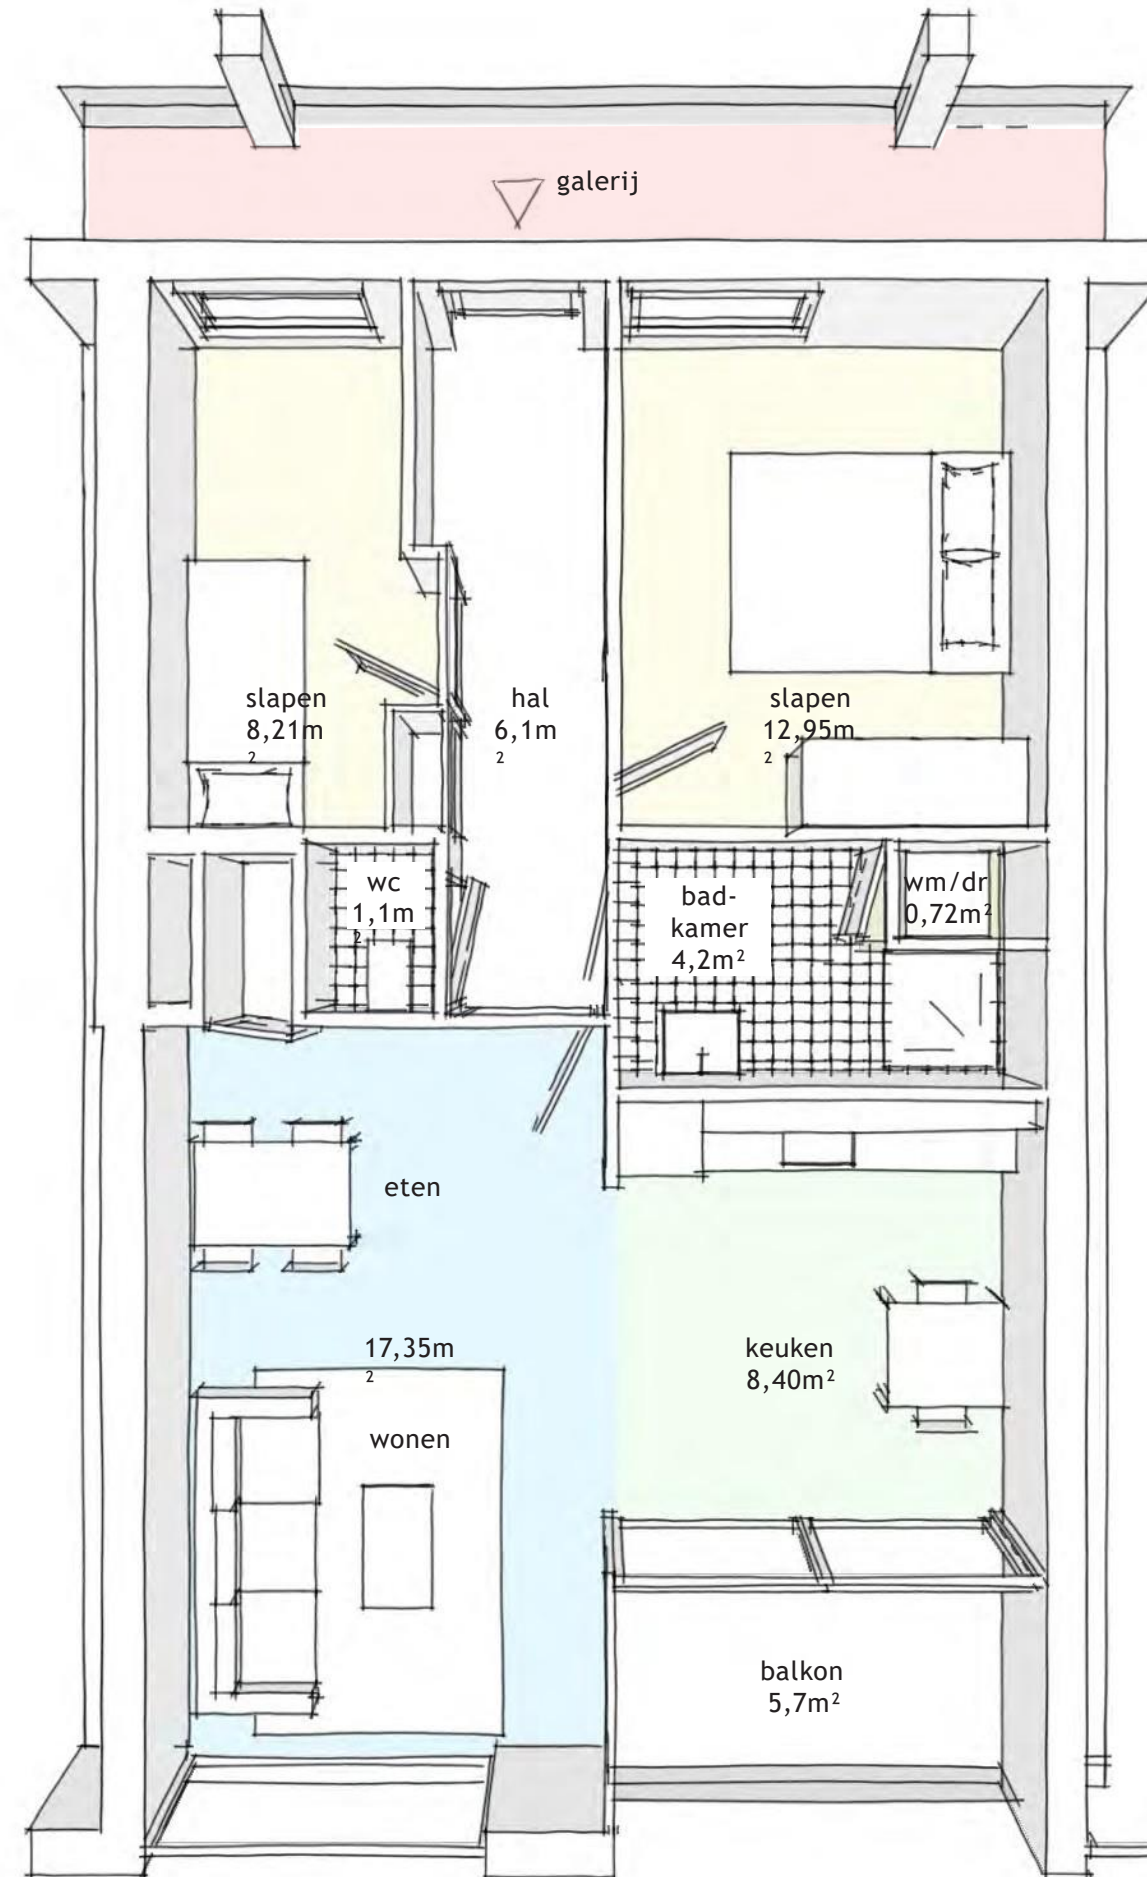 galerij
slapen
8,21m
2
hal
6,1m
2
slapen
12,95m
2
wc
1,1m
2
bad-
kamer
4,2m²
wm/dr
0,72m²
eten
17,35m
2
wonen
keuken
8,40m²
balkon
5,7m²